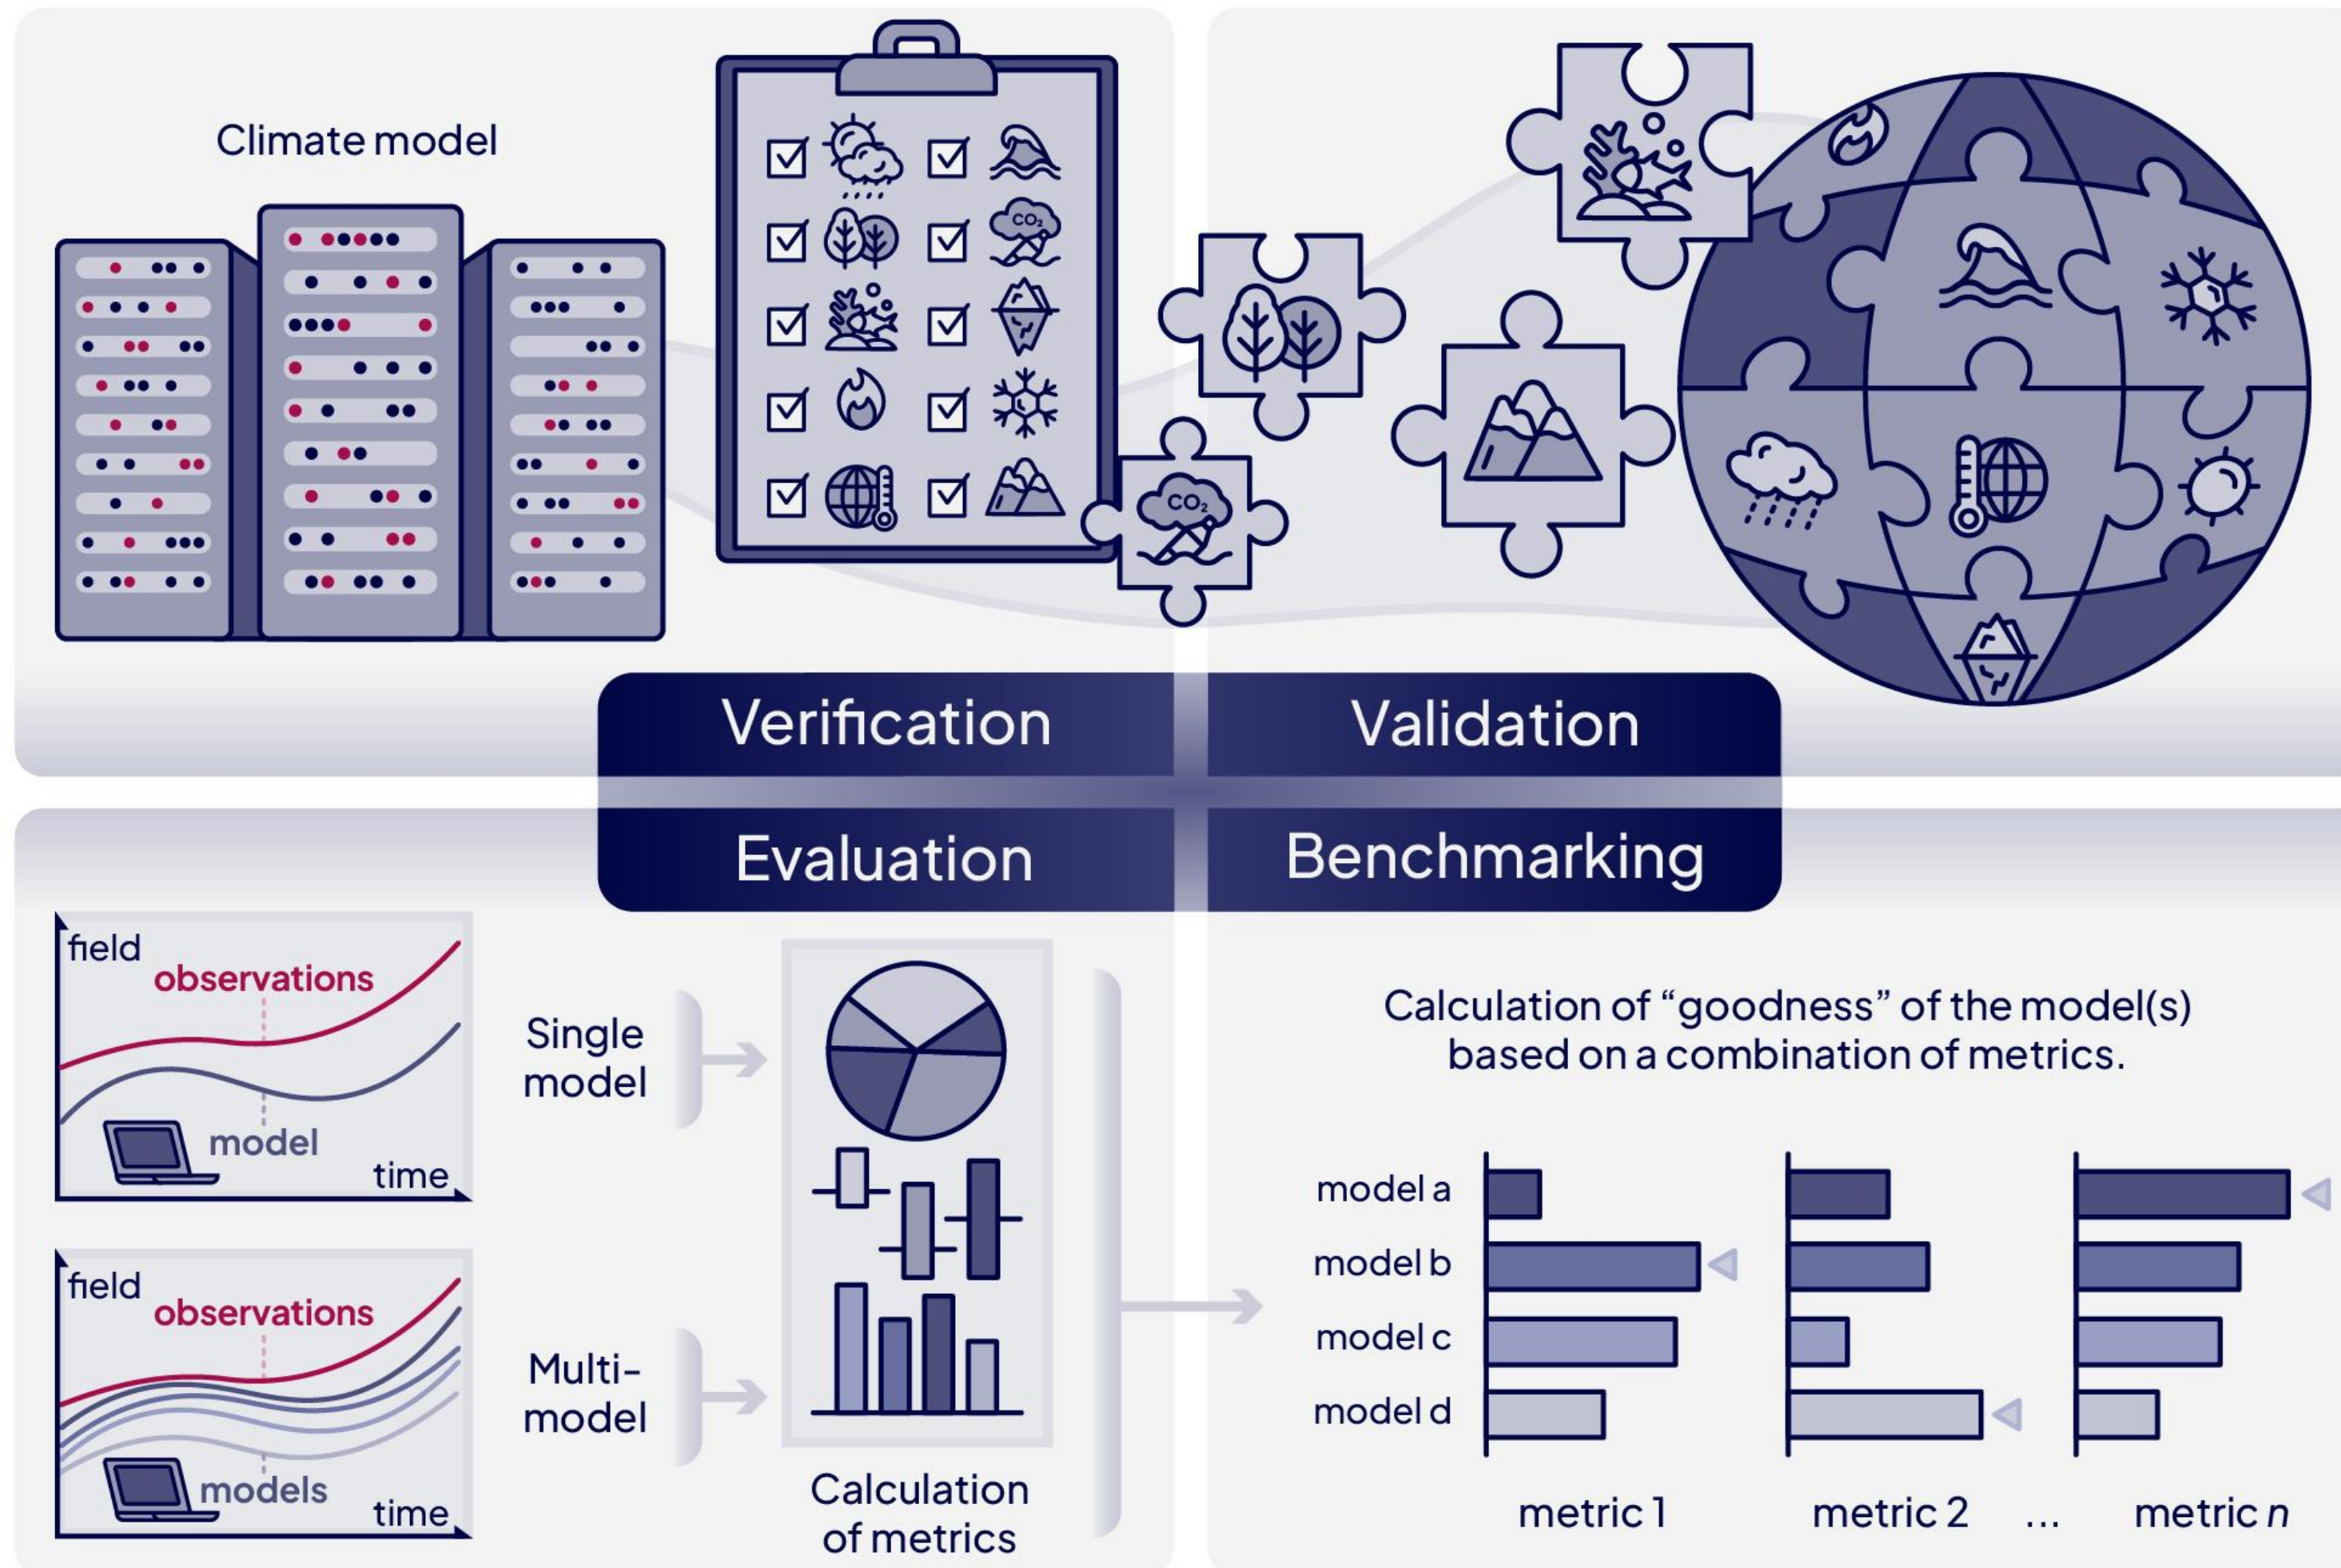 Climate model
CO₂
CO₂
Verification
Validation
Evaluation
Benchmarking
field
observations
model
time
Single
model
field
observations
models
time
Multi-
model
Calculation
of metrics
Calculation of “goodness” of the model(s)
based on a combination of metrics.
model a
model b
model c
model d
metric 1
metric 2
...
metric n